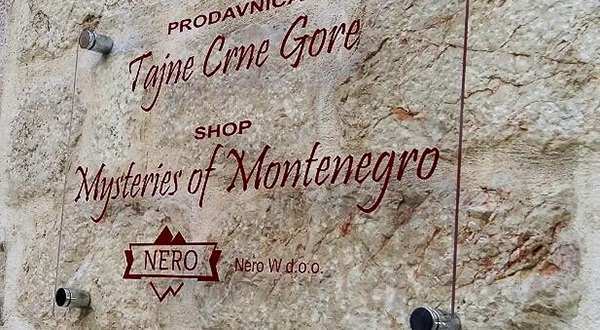 PRODAVNICA
Tajne Crne Gore
SHOP
Mysteries of Montenegro
NERO
Nero W d.o.o.